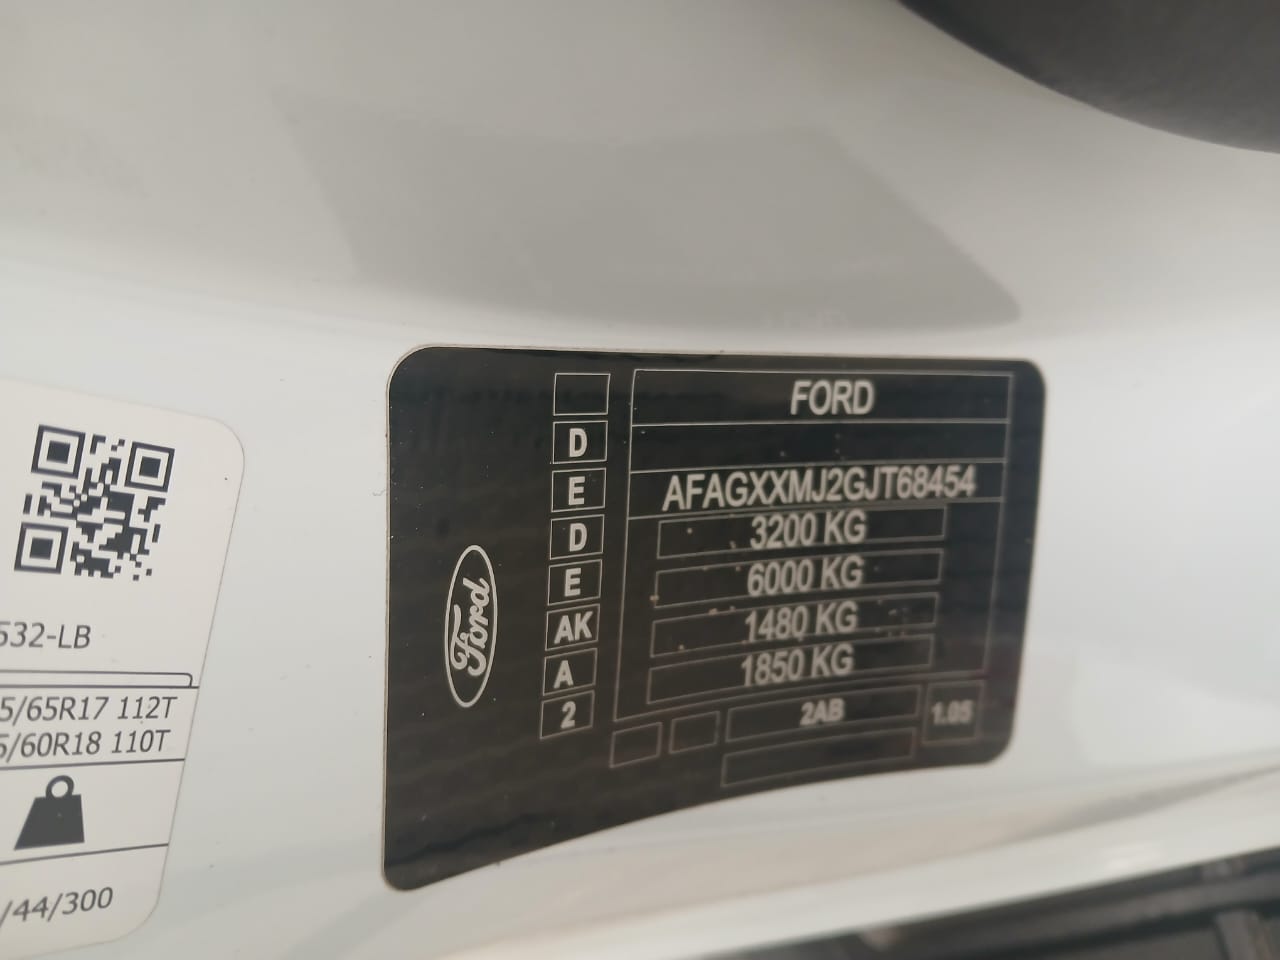 532-LB
5/65R17 112T
5/60R18 110T
/44/300
Ford
D
E
D
E
AK
A
2
FORD
AFAGXXMJ2GJT68454
3200 KG
6000 KG
1480 KG
1850 KG
2AB
1.05